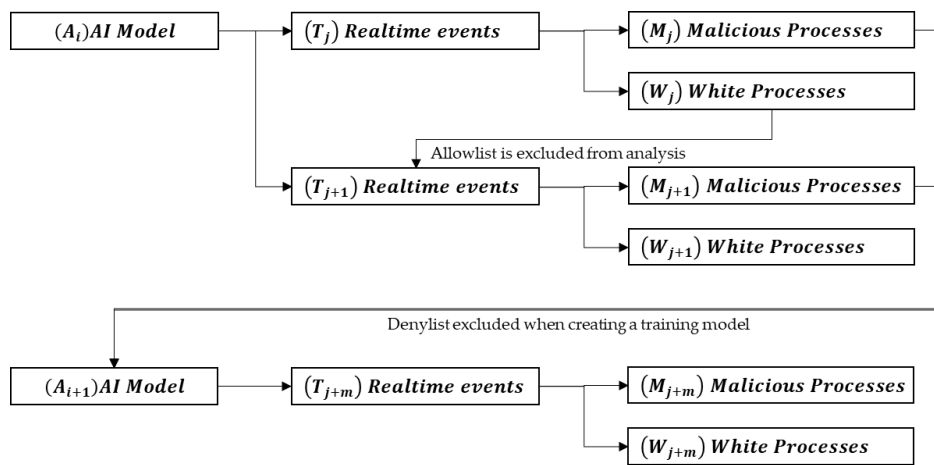 (A_i)AI Model
(T_j) Realtime events
(M_j) Malicious Processes
(W_j) White Processes
Allowlist is excluded from analysis
(T_{j+1}) Realtime events
(M_{j+1}) Malicious Processes
(W_{j+1}) White Processes
Denylist excluded when creating a training model
(A_{i+1})AI Model
(T_{j+m}) Realtime events
(M_{j+m}) Malicious Processes
(W_{j+m}) White Processes